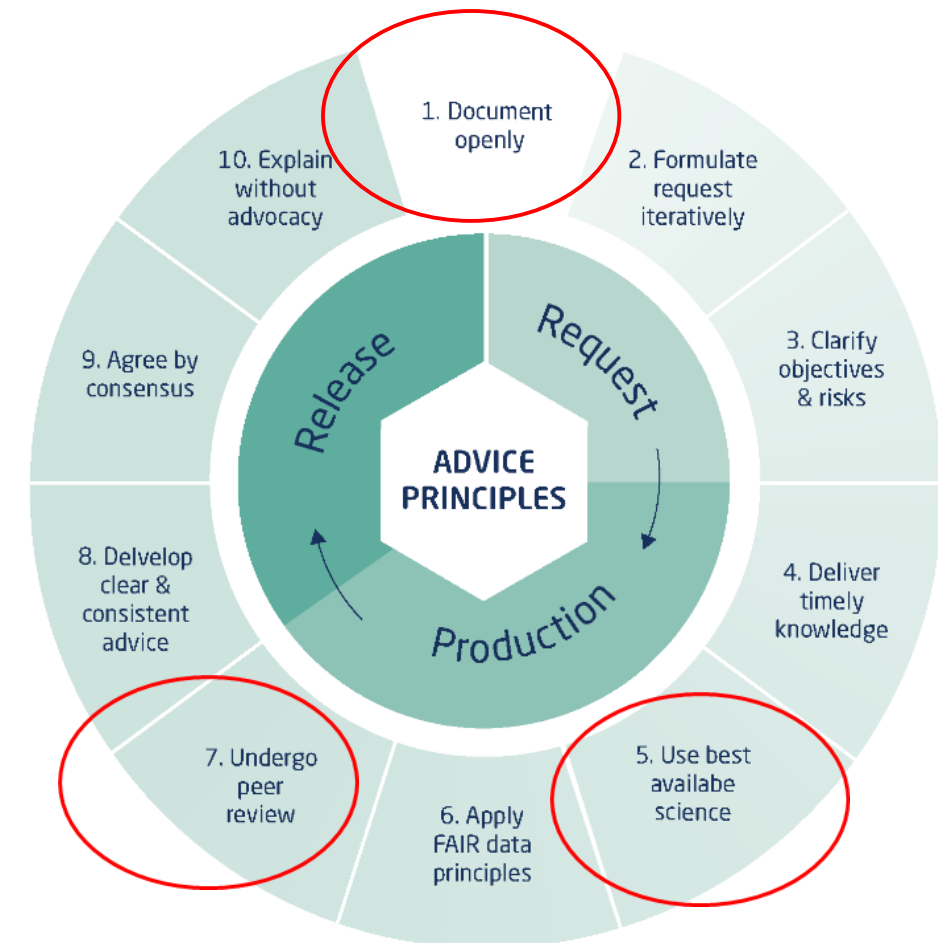 1. Document
openly
2. Formulate
request
iteratively
3. Clarify
objectives
& risks
4. Deliver
timely
knowledge
5. Use best
availabe
science
6. Apply
FAIR data
principles
7. Undergo
peer
review
8. Delvelop
clear &
consistent
advice
9. Agree by
consensus
10. Explain
without
advocacy
Request
Production
Release
ADVICE
PRINCIPLES